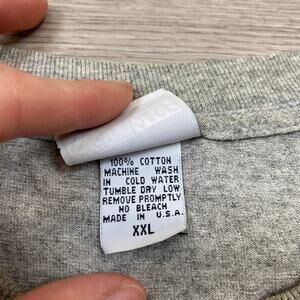 100% COTTON
MACHINE WASH
IN COLD WATER
TUMBLE DRY LOW
REMOVE PROMPTLY
NO BLEACH
MADE IN U.S.A.
XXL